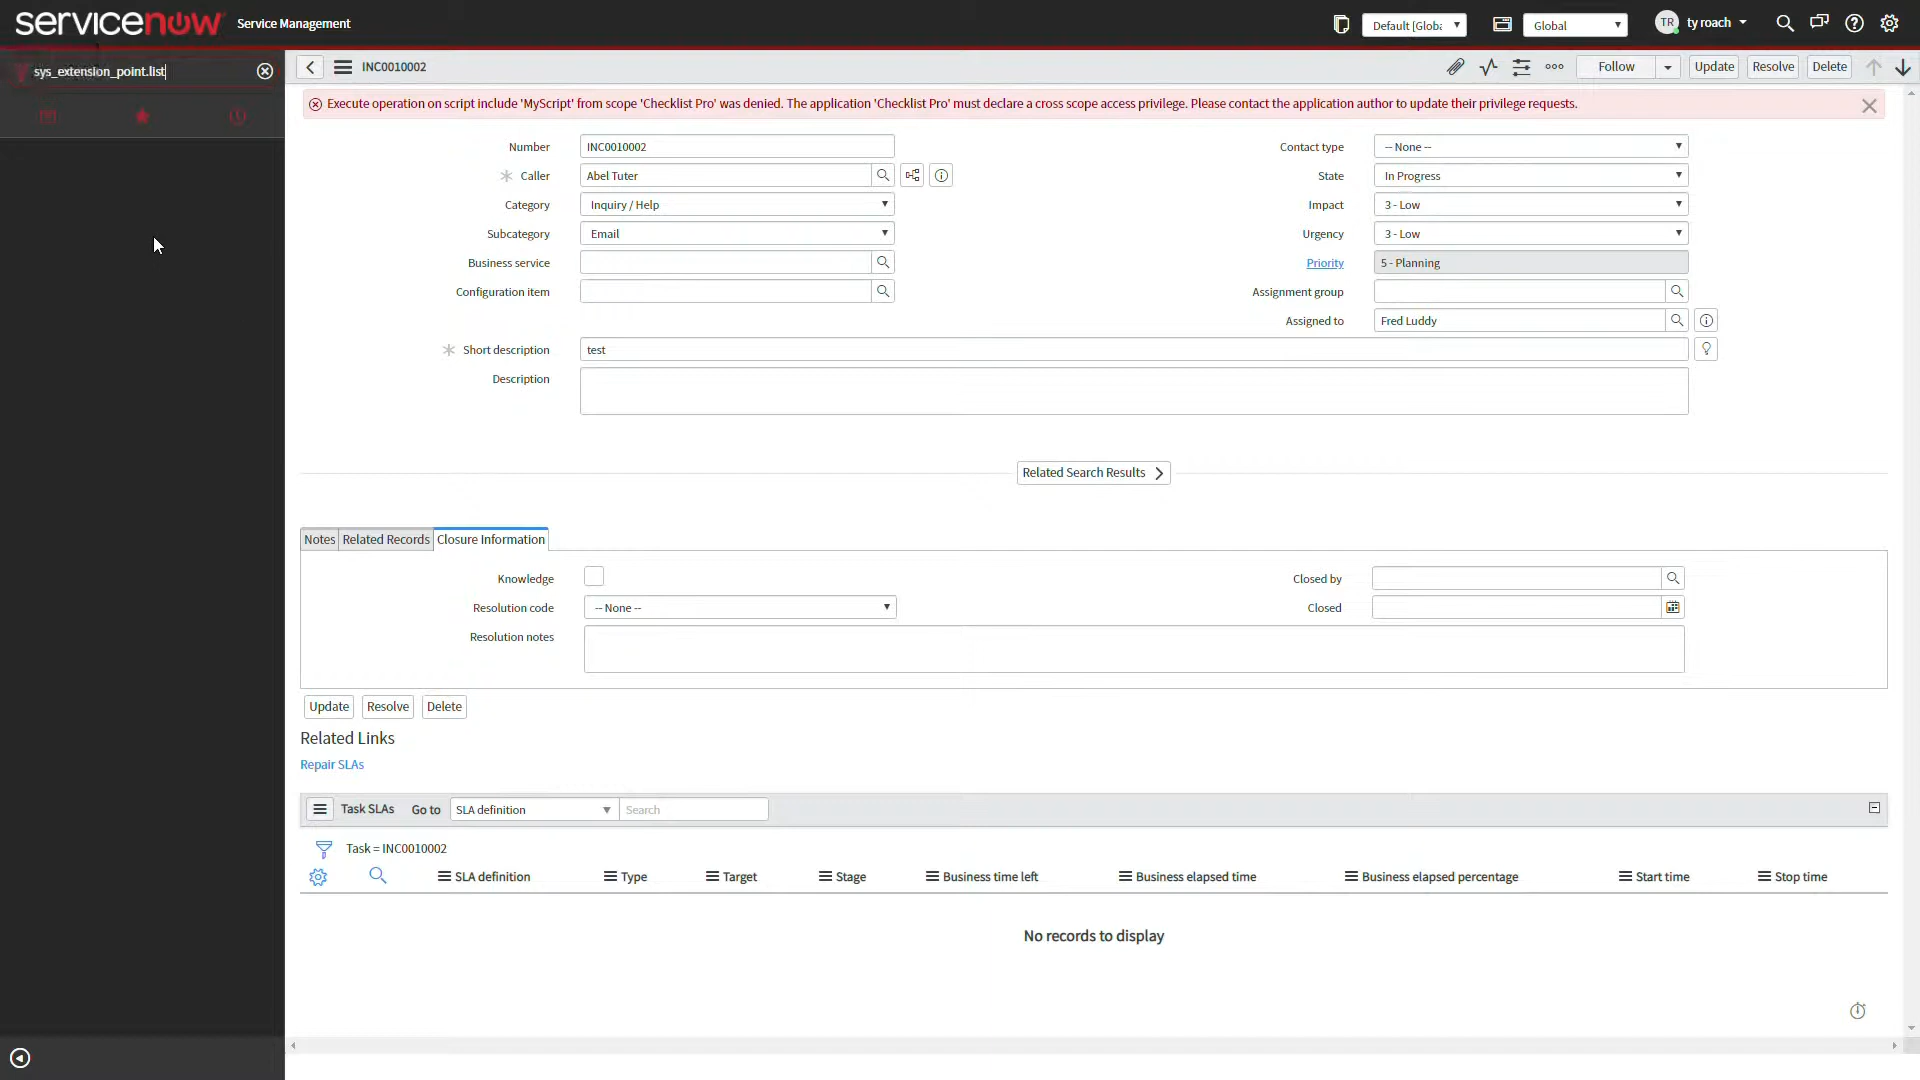 servicenow Service Management
Default [Globa
Global
TR ty roach
sys_extension_point.list
INC0010002
Follow
Update
Resolve
Delete
Execute operation on script include 'MyScript' from scope 'Checklist Pro' was denied. The application 'Checklist Pro' must declare a cross scope access privilege. Please contact the application author to update their privilege requests.
Number INC0010002
Contact type -- None --
Caller Abel Tuter
State In Progress
Category Inquiry / Help
Impact 3 - Low
Subcategory Email
Urgency 3 - Low
Business service
Priority 5 - Planning
Configuration item
Assignment group
Assigned to Fred Luddy
Short description test
Description
Related Search Results
Notes Related Records Closure Information
Knowledge
Closed by
Resolution code -- None --
Closed
Resolution notes
Update Resolve Delete
Related Links
Repair SLAs
Task SLAs Go to SLA definition Search
Task = INC0010002
SLA definition Type Target Stage Business time left Business elapsed time Business elapsed percentage Start time Stop time
No records to display